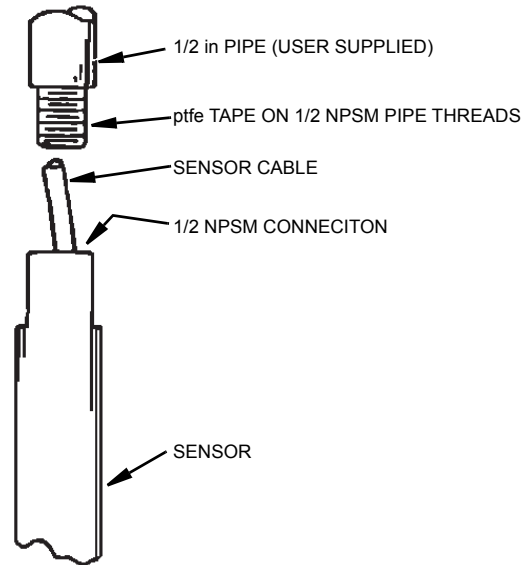 1/2 in PIPE (USER SUPPLIED)
ptfe TAPE ON 1/2 NPSM PIPE THREADS
SENSOR CABLE
1/2 NPSM CONNECITON
SENSOR